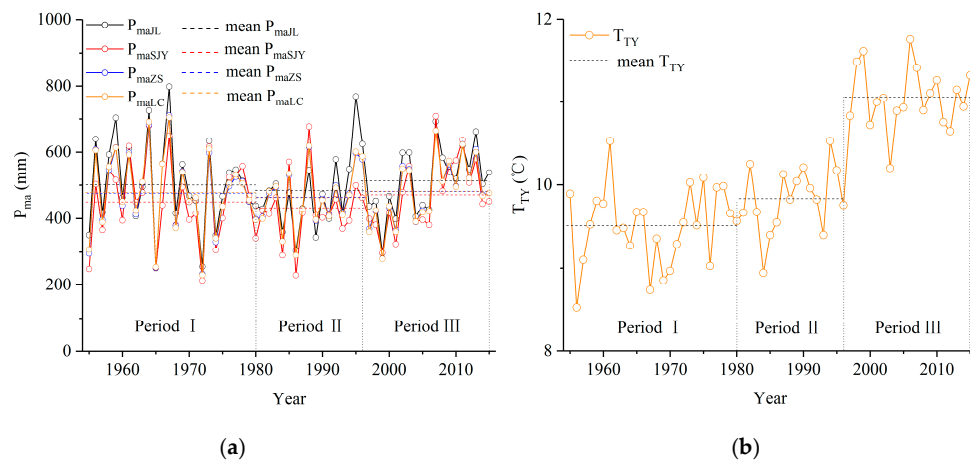 1000
800
600
400
200
0
P_ma (mm)
P_maJL
P_maSJY
P_maZS
P_maLC
mean P_maJL
mean P_maSJY
mean P_maZS
mean P_maLC
Period Ⅰ
Period Ⅱ
Period Ⅲ
1960
1970
1980
1990
2000
2010
Year
(a)
12
10
8
T_TY (℃)
T_TY
mean T_TY
Period Ⅰ
Period Ⅱ
Period III
1960
1970
1980
1990
2000
2010
Year
(b)